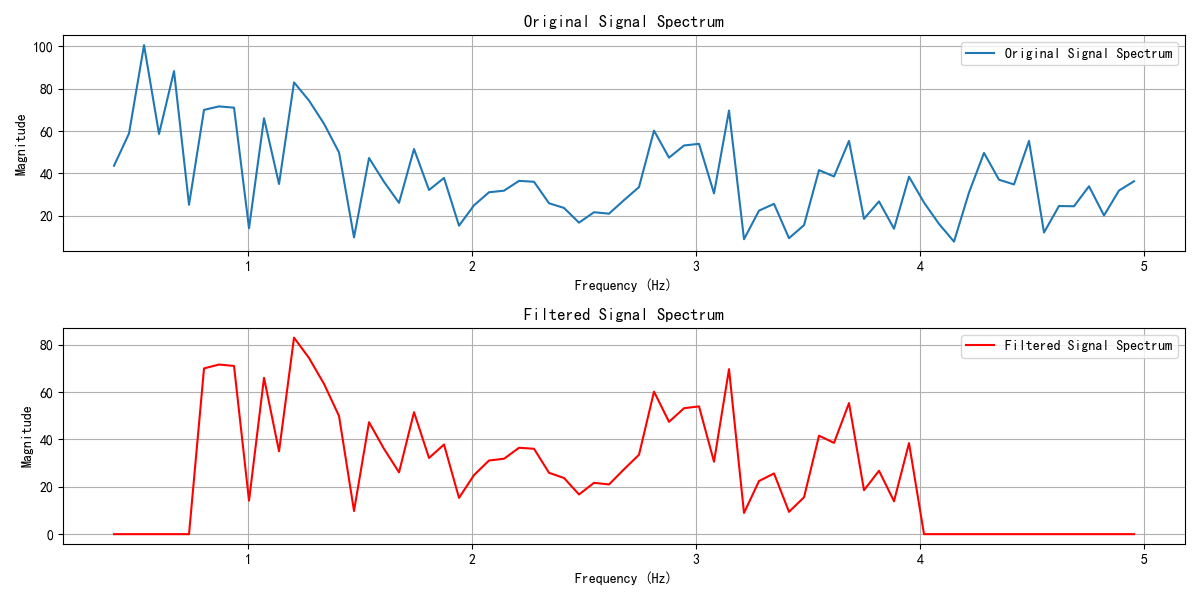 Original Signal Spectrum
Original Signal Spectrum
100
80
60
40
20
Magnitude
1 2 3 4 5
Frequency (Hz)
Filtered Signal Spectrum
Filtered Signal Spectrum
80
60
40
20
0
Magnitude
1 2 3 4 5
Frequency (Hz)